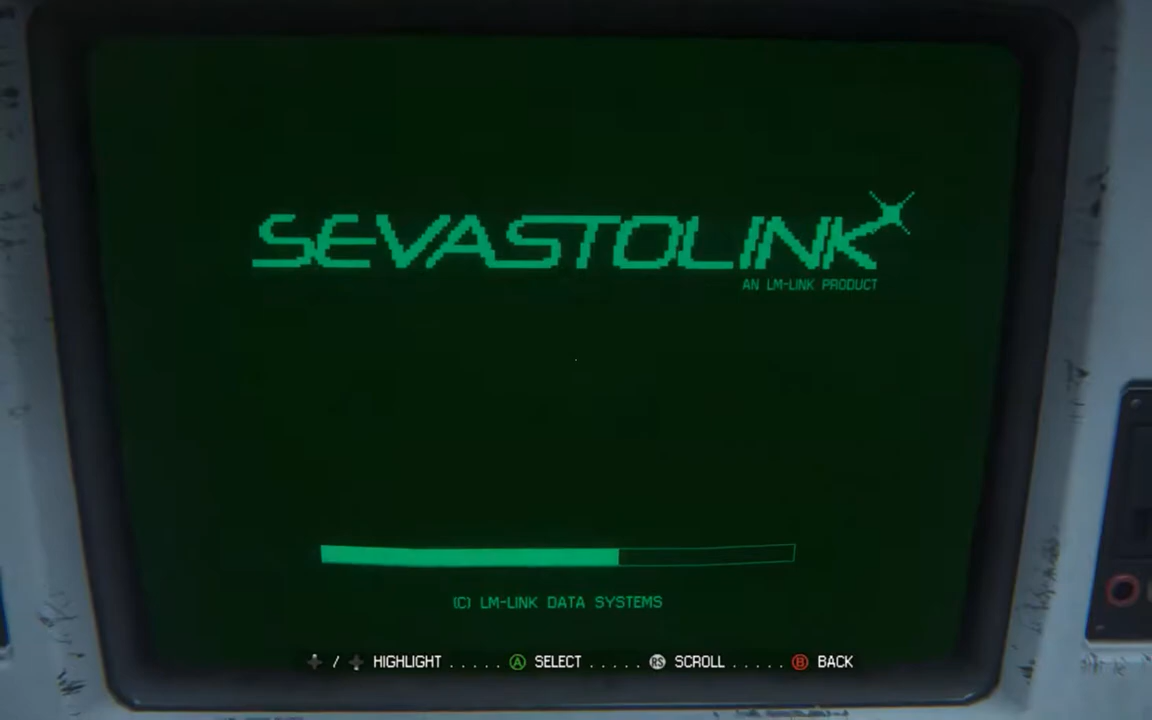 SEVASTOLINK
AN LM-LINK PRODUCT
(C) LM-LINK DATA SYSTEMS
/ HIGHLIGHT ..... A SELECT ..... RS SCROLL ..... B BACK